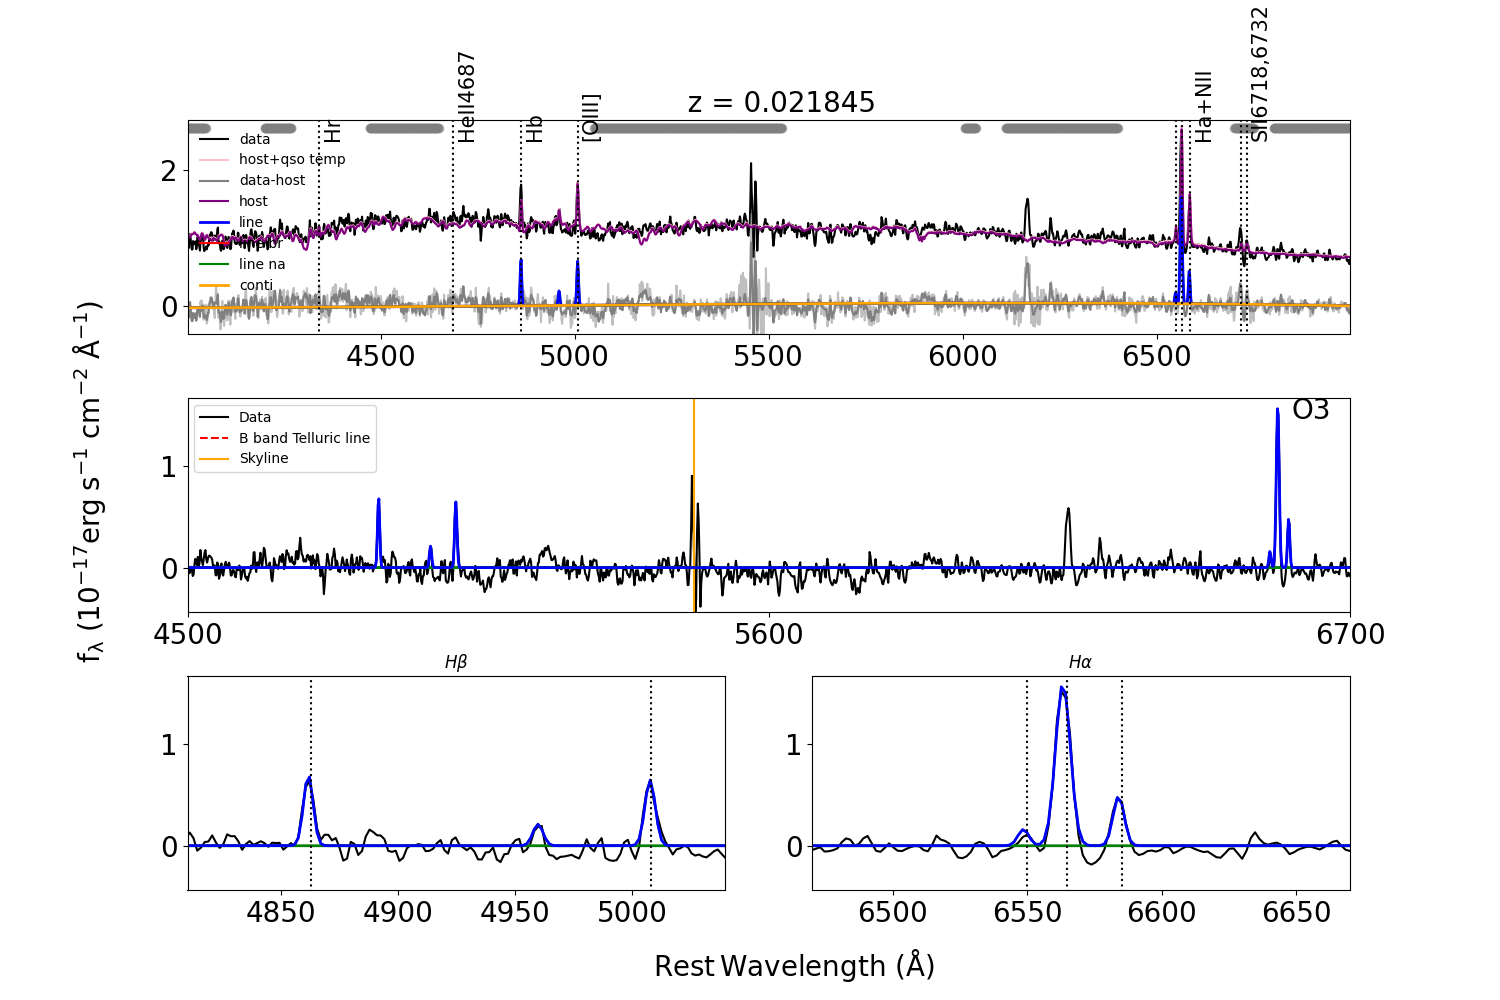 z = 0.021845
Hr
HeII4687
Hb
[OIII]
Ha+NII
SII6718,6732
data
host+qso temp
data-host
host
line
line na
conti
2
0
4500 5000 5500 6000 6500
Data
B band Telluric line
Skyline
O3
1
0
4500 5600 6700
fλ (10⁻¹⁷erg s⁻¹ cm⁻² Å⁻¹)
Hβ
1
0
4850 4900 4950 5000
Hα
1
0
6500 6550 6600 6650
Rest Wavelength (Å)